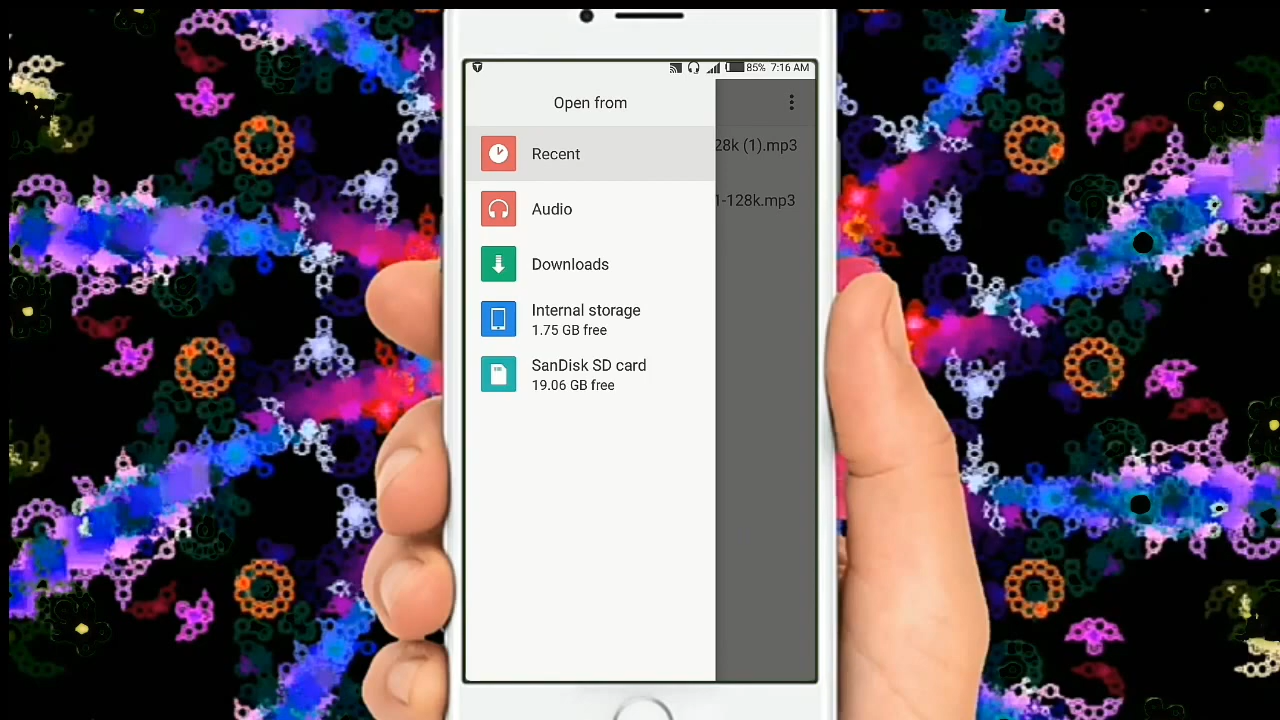 85% 7:16 AM
Open from
Recent
28k (1).mp3
Audio
1-128k.mp3
Downloads
Internal storage
1.75 GB free
SanDisk SD card
19.06 GB free